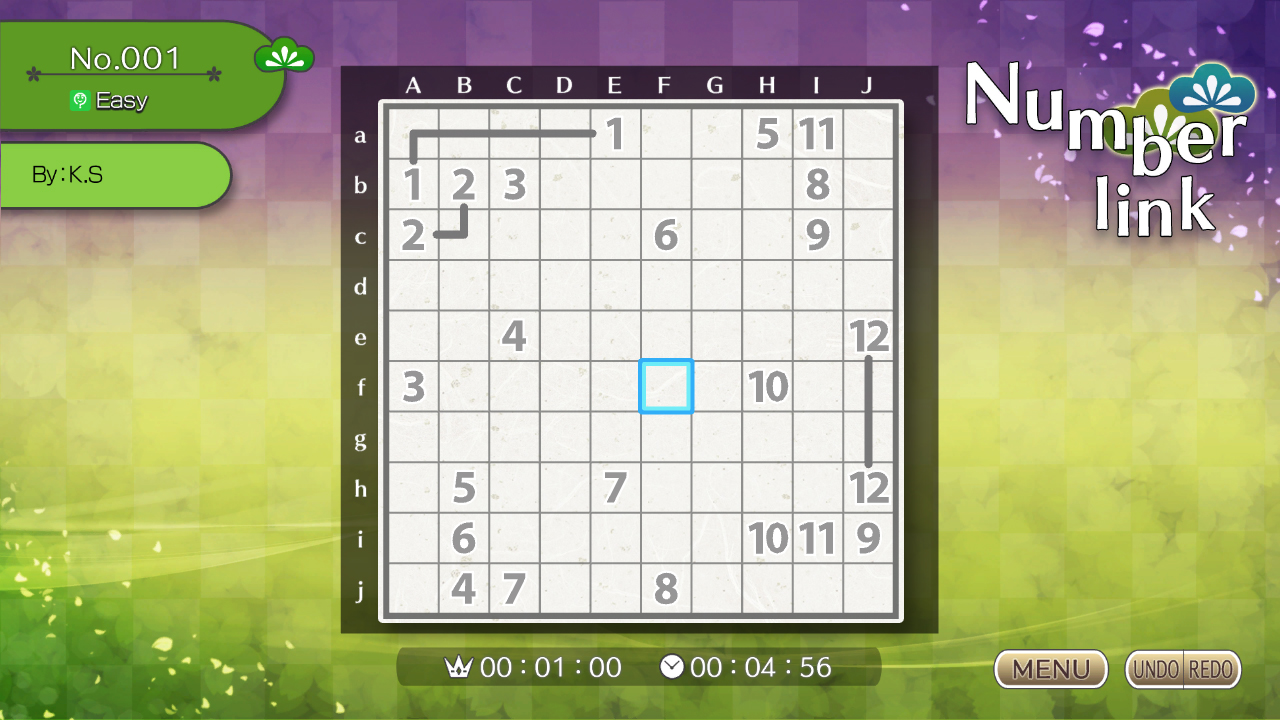 No.001
Easy
By:K.S
Number
link
A B C D E F G H I J
a 1 5 11
b 1 2 3 8
c 2 6 9
d
e 4 12
f 3 10
g
h 5 7 12
i 6 10 11 9
j 4 7 8
00:01:00 00:04:56
MENU UNDO REDO